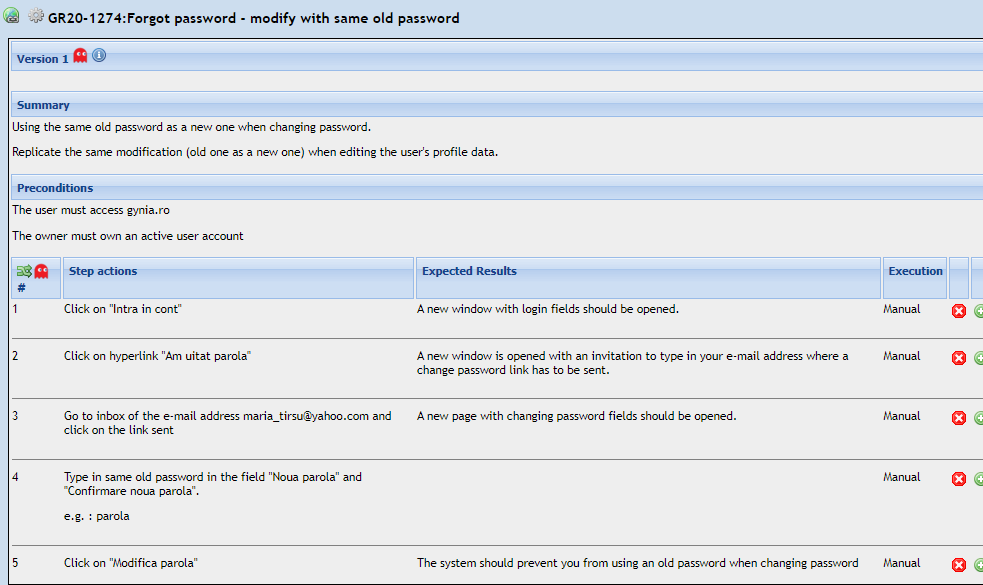 GR20-1274:Forgot password - modify with same old password
Version 1
Summary
Using the same old password as a new one when changing password.
Replicate the same modification (old one as a new one) when editing the user's profile data.
Preconditions
The user must access gynia.ro
The owner must own an active user account
# Step actions Expected Results Execution
1 Click on "Intra in cont" A new window with login fields should be opened. Manual
2 Click on hyperlink "Am uitat parola" A new window is opened with an invitation to type in your e-mail address where a Manual
change password link has to be sent.
3 Go to inbox of the e-mail address maria_tirsu@yahoo.com and A new page with changing password fields should be opened. Manual
click on the link sent
4 Type in same old password in the field "Noua parola" and Manual
"Confirmare noua parola".
e.g. : parola
5 Click on "Modifica parola" The system should prevent you from using an old password when changing password Manual